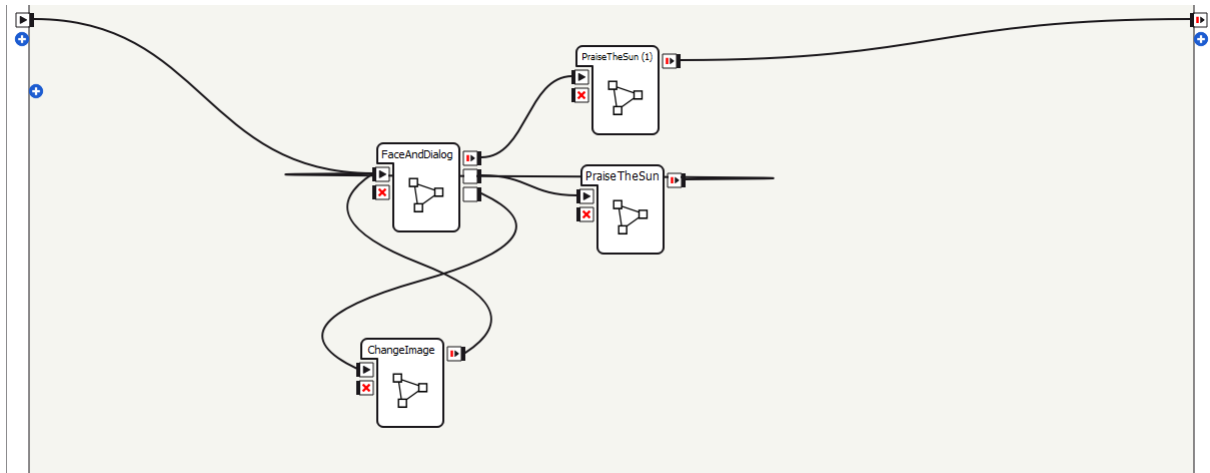 PraiseTheSun (1)
FaceAndDialog
PraiseTheSun
ChangeImage